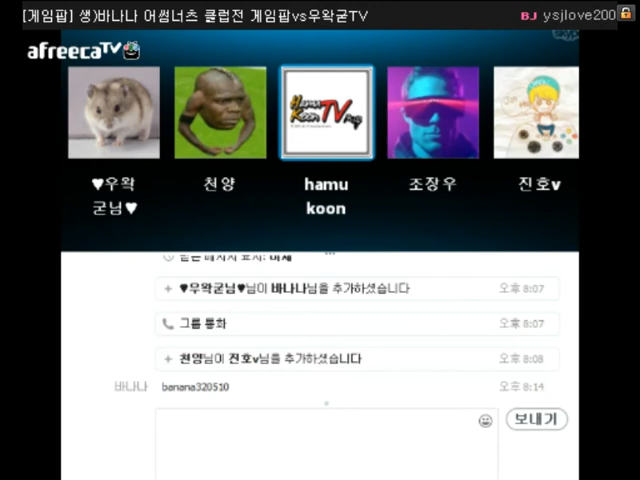 [게임팝] 생)바나나 어썸너츠 클럽전 게임팝vs우왁굳TV
BJ ysjlove200
skype
afreecaTV
Hamu Koon TV
♥우왁굳님♥
천양
hamu koon
조장우
진호v
+ ♥우왁굳님♥님이 바나나님을 추가하셨습니다 오후 8:07
그룹 통화 오후 8:07
+ 천양님이 진호v님을 추가하셨습니다 오후 8:08
바나나 banana320510 오후 8:14
보내기